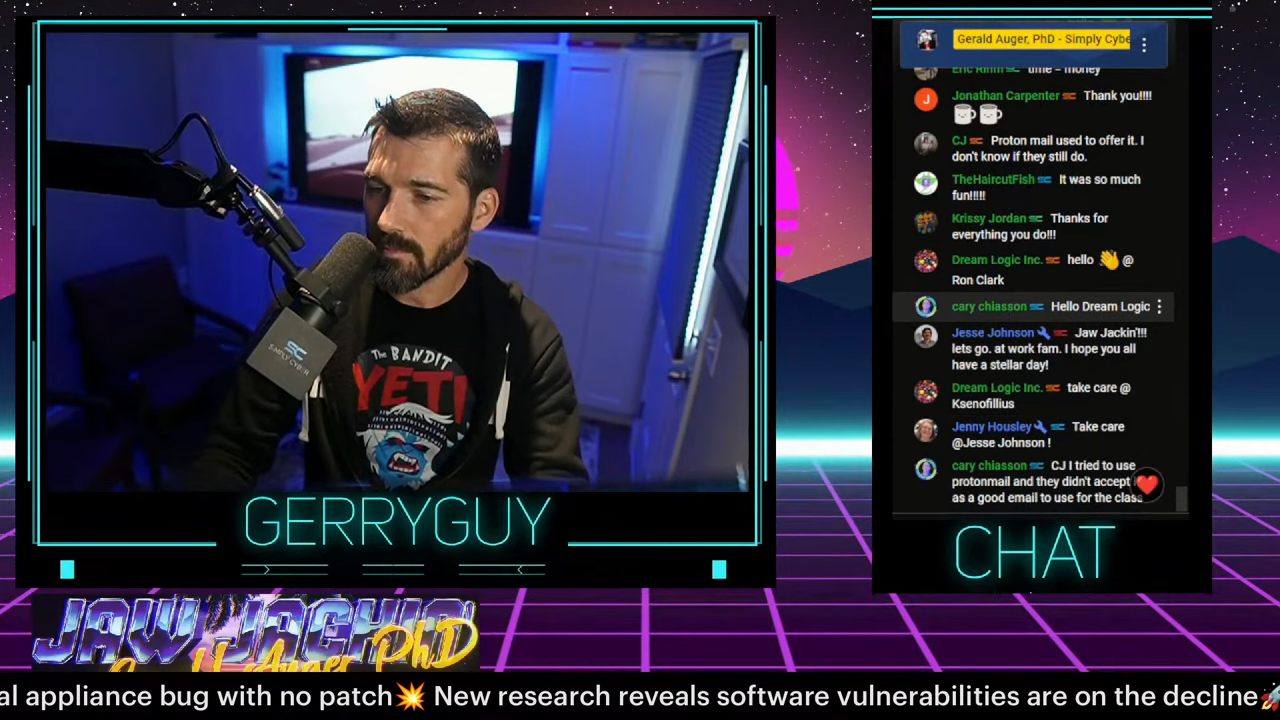 SIMPLY CYBER
The BANDIT
YETI
GERRYGUY
JAW JACKIN'
PhD
Gerald Auger, PhD - Simply Cybe
Eric Rihm time = money
Jonathan Carpenter Thank you!!!!
CJ Proton mail used to offer it. I
don't know if they still do.
TheHaircutFish It was so much
fun!!!!!
Krissy Jordan Thanks for
everything you do!!!
Dream Logic Inc. hello 👋 @
Ron Clark
cary chiasson Hello Dream Logic
Jesse Johnson Jaw Jackin'!!!
lets go. at work fam. I hope you all
have a stellar day!
Dream Logic Inc. take care @
Ksenofillius
Jenny Housley Take care
@Jesse Johnson !
cary chiasson CJ I tried to use
protonmail and they didn't accept
as a good email to use for the class
CHAT
al appliance bug with no patch💥 New research reveals software vulnerabilities are on the decline🚀